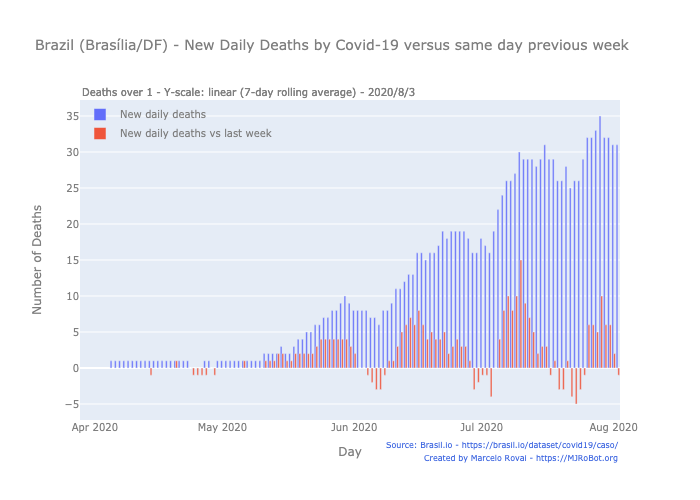 Brazil (Brasília/DF) - New Daily Deaths by Covid-19 versus same day previous week
Deaths over 1 - Y-scale: linear (7-day rolling average) - 2020/8/3
New daily deaths
New daily deaths vs last week
Number of Deaths
35
30
25
20
15
10
5
0
−5
Apr 2020
May 2020
Jun 2020
Jul 2020
Aug 2020
Day
Source: Brasil.io - https://brasil.io/dataset/covid19/caso/
Created by Marcelo Rovai - https://MJRoBot.org